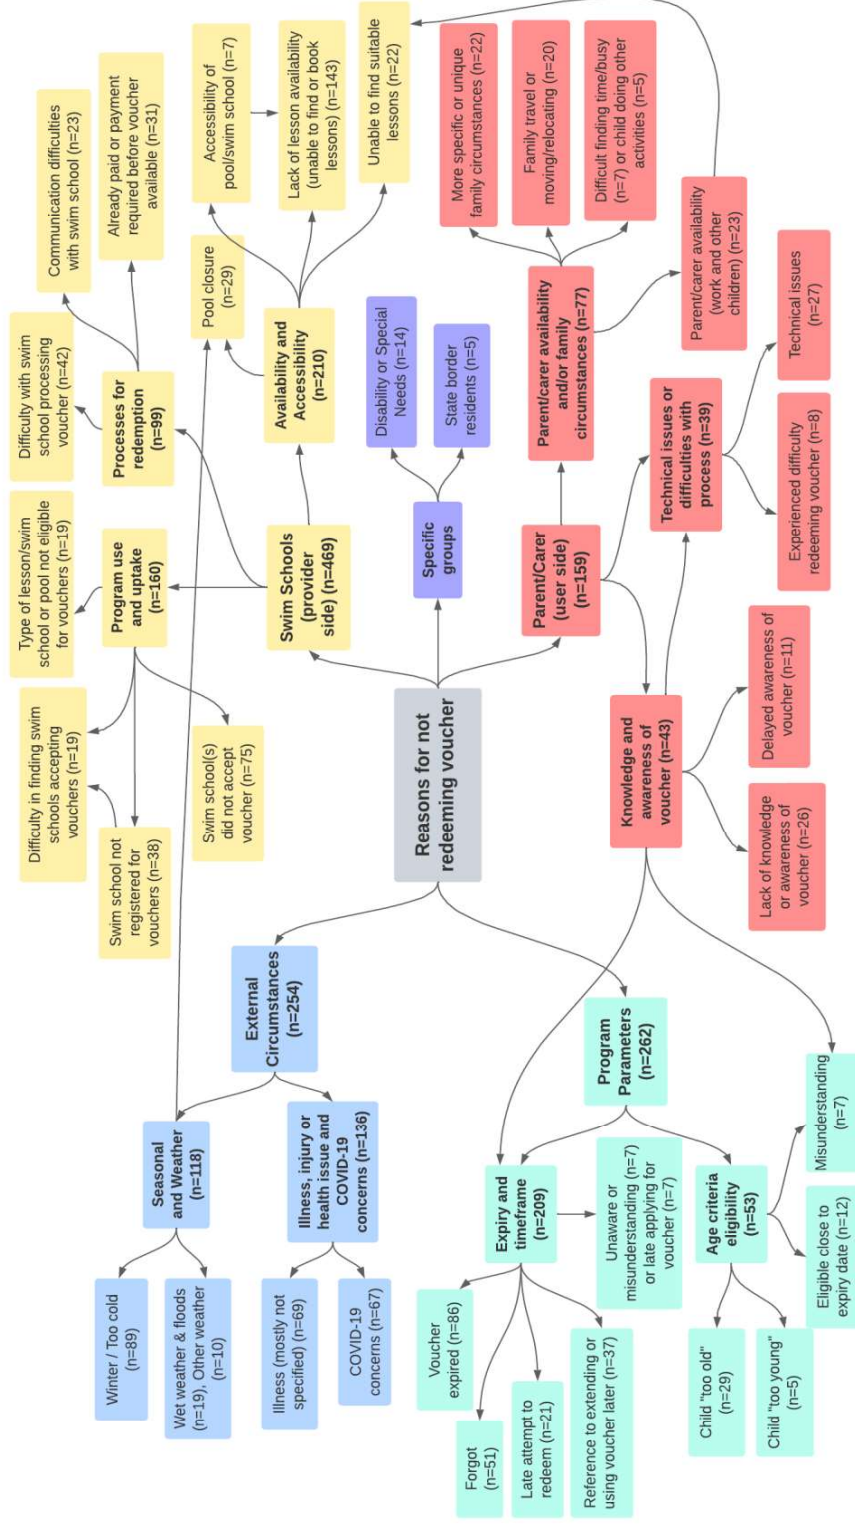 Reasons for not
redeeming voucher
Swim Schools
(provider
side) (n=469)
Program use
and uptake
(n=160)
Difficulty in finding swim
schools accepting
vouchers (n=19)
Swim school not
registered for
vouchers (n=38)
Swim school(s)
did not accept
voucher (n=75)
Type of lesson/swim
school or pool not eligible
for vouchers (n=19)
Processes for
redemption
(n=99)
Difficulty with swim
school processing
voucher (n=42)
Communication difficulties
with swim school (n=23)
Already paid or payment
required before voucher
available (n=31)
Availability and
Accessibility
(n=210)
Pool closure
(n=29)
Accessibility of
pool/swim school (n=7)
Lack of lesson availability
(unable to find or book
lessons) (n=143)
Unable to find suitable
lessons (n=22)
Specific
groups
Disability or Special
Needs (n=14)
State border
residents (n=5)
Parent/Carer
(user side)
(n=159)
Parent/carer availability
and/or family
circumstances (n=77)
More specific or unique
family circumstances (n=22)
Family travel or
moving/relocating (n=20)
Difficult finding time/busy
(n=7) or child doing other
activities (n=5)
Parent/carer availability
(work and other
children) (n=23)
Technical issues or
difficulties with
process (n=39)
Technical issues
(n=27)
Experienced difficulty
redeeming voucher (n=8)
Knowledge and
awareness of
voucher (n=43)
Lack of knowledge
or awareness of
voucher (n=26)
Delayed awareness of
voucher (n=11)
External
Circumstances
(n=254)
Seasonal
and Weather
(n=118)
Winter / Too cold
(n=89)
Wet weather & floods
(n=19), Other weather
(n=10)
Illness, injury or
health issue and
COVID-19
concerns (n=136)
Illness (mostly not
specified) (n=69)
COVID-19
concerns (n=67)
Program
Parameters
(n=262)
Expiry and
timeframe
(n=209)
Voucher
expired (n=86)
Forgot
(n=51)
Late attempt to
redeem (n=21)
Reference to extending or
using voucher later (n=37)
Unaware or
misunderstanding (n=7)
or late applying for
voucher (n=7)
Age criteria
eligibility
(n=53)
Child "too old"
(n=29)
Child "too young"
(n=5)
Eligible close to
expiry date (n=12)
Misunderstanding
(n=7)